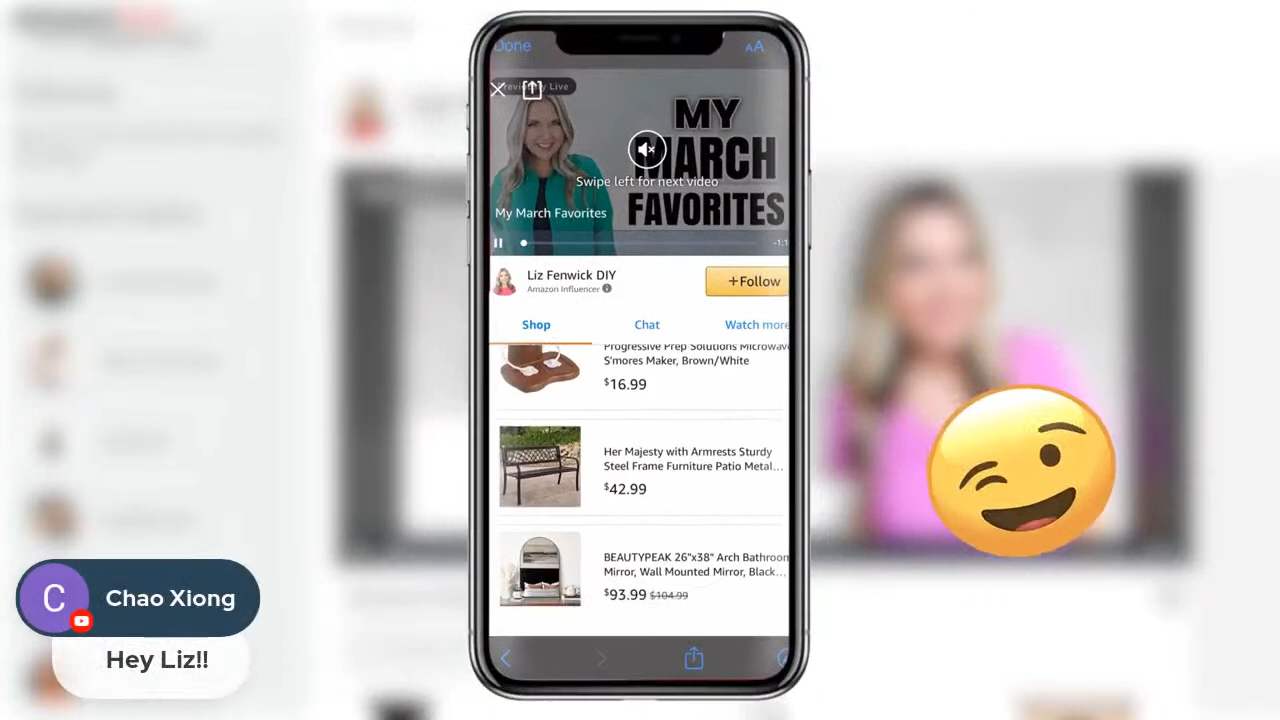 Done
AA
Previously Live
MY
MARCH
FAVORITES
Swipe left for next video
My March Favorites
-1:1
Liz Fenwick DIY
Amazon Influencer
+Follow
Shop
Chat
Watch more
Progressive Prep Solutions Microwave
S'mores Maker, Brown/White
$16.99
Her Majesty with Armrests Sturdy
Steel Frame Furniture Patio Metal...
$42.99
BEAUTYPEAK 26"x38" Arch Bathroom
Mirror, Wall Mounted Mirror, Black...
$93.99 $104.99
C
Chao Xiong
Hey Liz!!